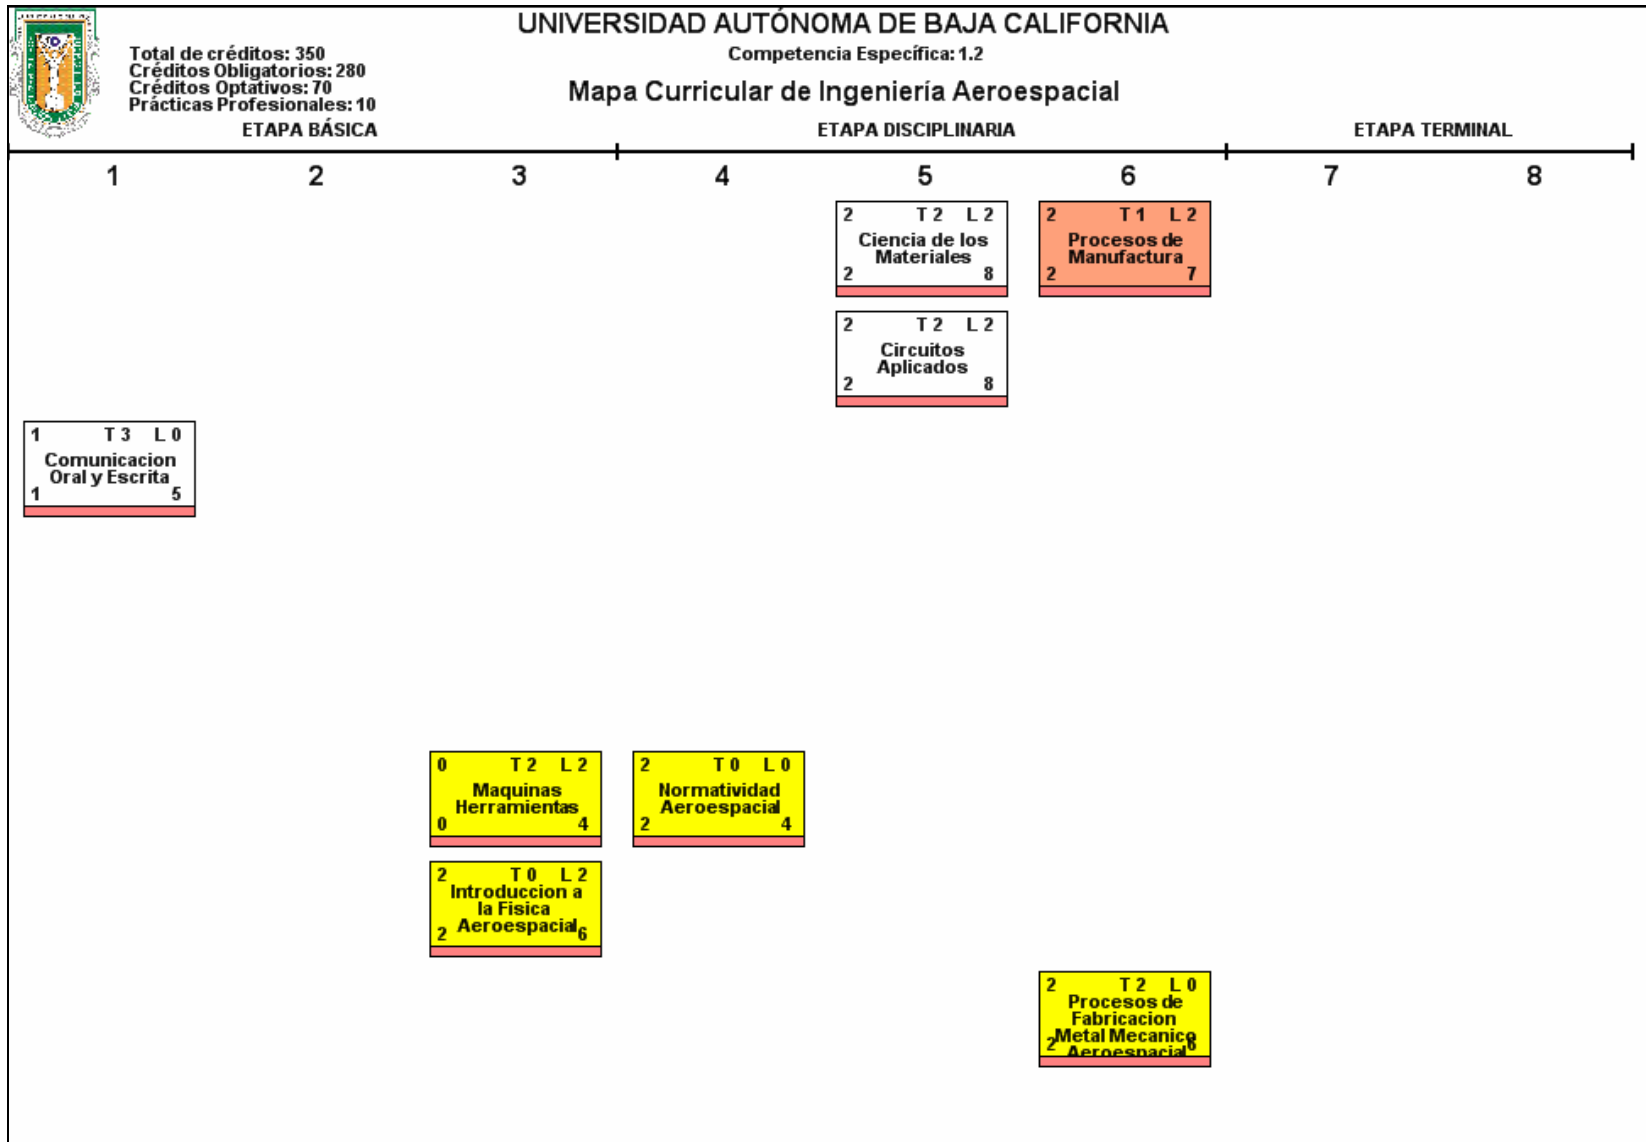 UNIVERSIDAD AUTÓNOMA DE BAJA CALIFORNIA
Total de créditos: 350
Créditos Obligatorios: 280
Créditos Optativos: 70
Prácticas Profesionales: 10
Competencia Específica: 1.2
Mapa Curricular de Ingeniería Aeroespacial
ETAPA BÁSICA ETAPA DISCIPLINARIA ETAPA TERMINAL
1 2 3 4 5 6 7 8
2 T 2 L 2
Ciencia de los
Materiales
2 8
2 T 1 L 2
Procesos de
Manufactura
2 7
2 T 2 L 2
Circuitos
Aplicados
2 8
1 T 3 L 0
Comunicacion
Oral y Escrita
1 5
0 T 2 L 2
Maquinas
Herramientas
0 4
2 T 0 L 0
Normatividad
Aeroespacial
2 4
2 T 0 L 2
Introduccion a
la Fisica
Aeroespacial
2 6
2 T 2 L 0
Procesos de
Fabricacion
Metal Mecanico
Aeroespacial
2 6